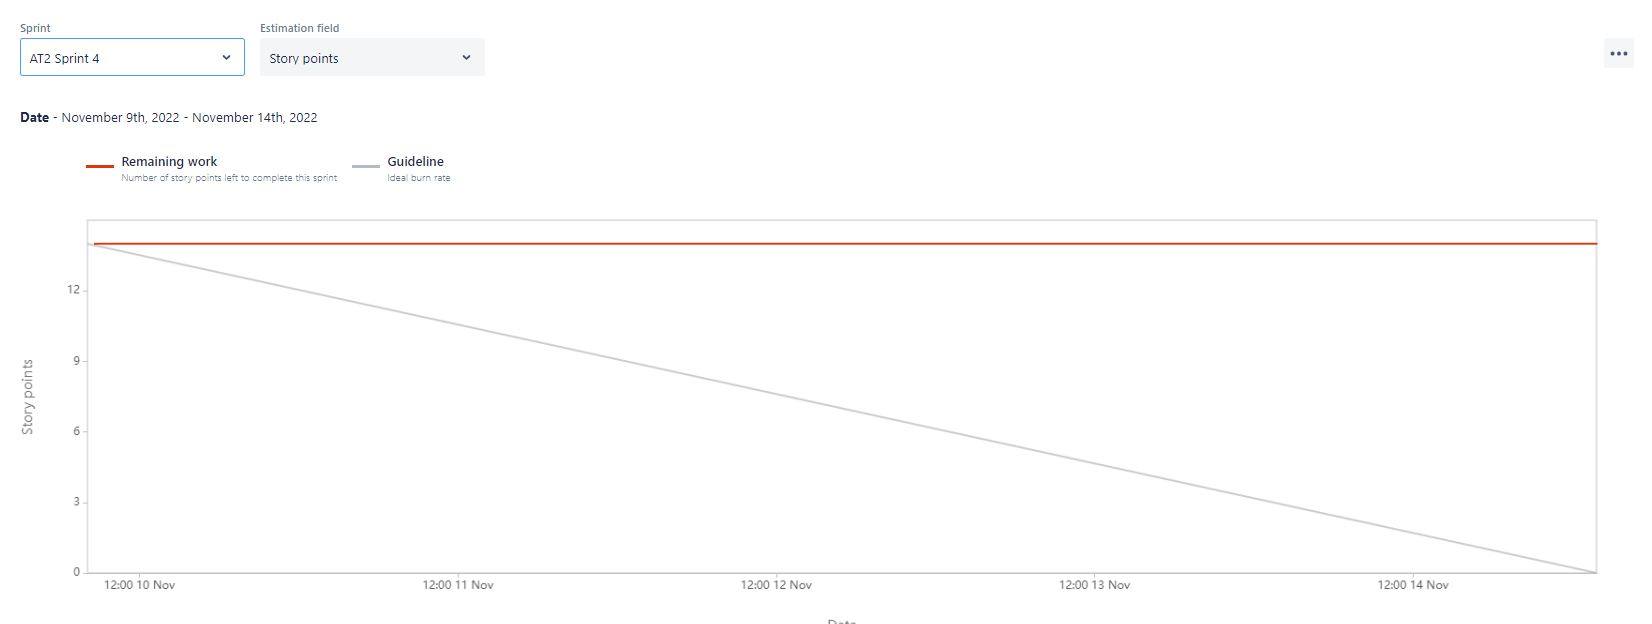 Sprint
Estimation field
AT2 Sprint 4
Story points
Date - November 9th, 2022 - November 14th, 2022
Remaining work
Number of story points left to complete this sprint
Guideline
Ideal burn rate
Story points
12
9
6
3
0
12:00 10 Nov
12:00 11 Nov
12:00 12 Nov
12:00 13 Nov
12:00 14 Nov
Date